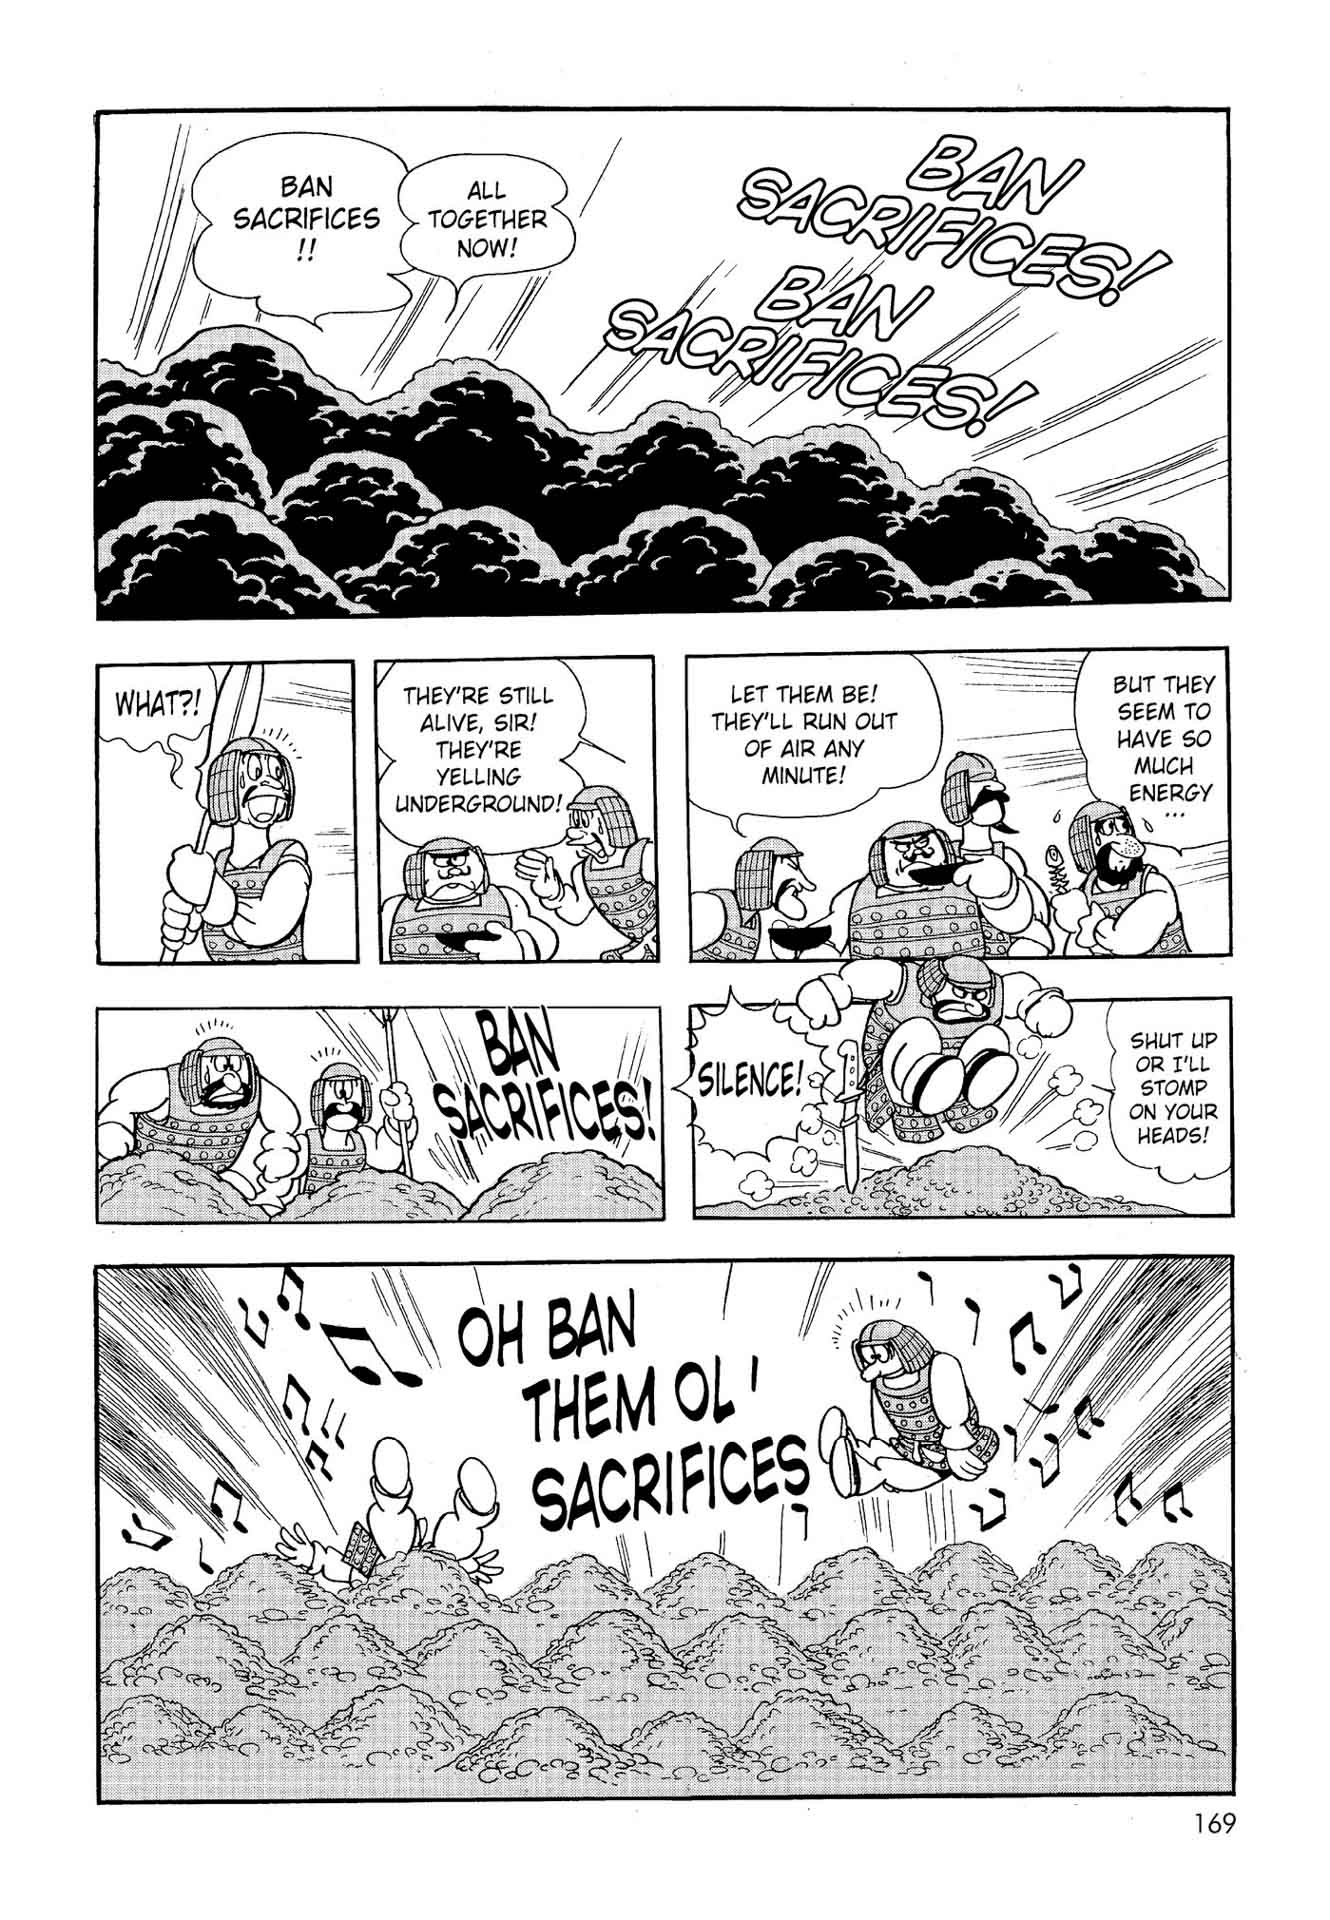 BAN
SACRIFICES
!!
ALL
TOGETHER
NOW!
BAN
SACRIFICES!
BAN
SACRIFICES!
WHAT?!
THEY'RE STILL
ALIVE, SIR!
THEY'RE
YELLING
UNDERGROUND!
LET THEM BE!
THEY'LL RUN OUT
OF AIR ANY
MINUTE!
BUT THEY
SEEM TO
HAVE SO
MUCH
ENERGY
...
BAN
SACRIFICES!
SILENCE!
SHUT UP
OR I'LL
STOMP
ON YOUR
HEADS!
OH BAN
THEM OL'
SACRIFICES
169